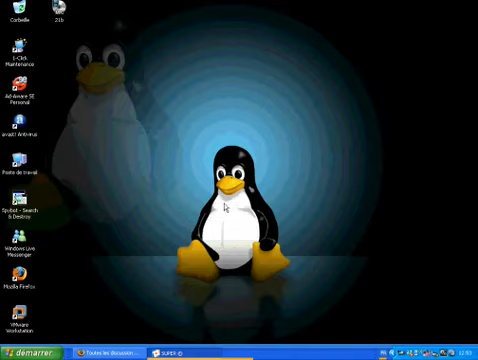 Corbeille
21b
1-Click
Maintenance
Ad-Aware SE
Personal
avast! Antivirus
Poste de travail
Spybot - Search
& Destroy
Windows Live
Messenger
Mozilla Firefox
VMware
Workstation
démarrer
Toutes les discussion ...
SUPER ©
FR
12:53